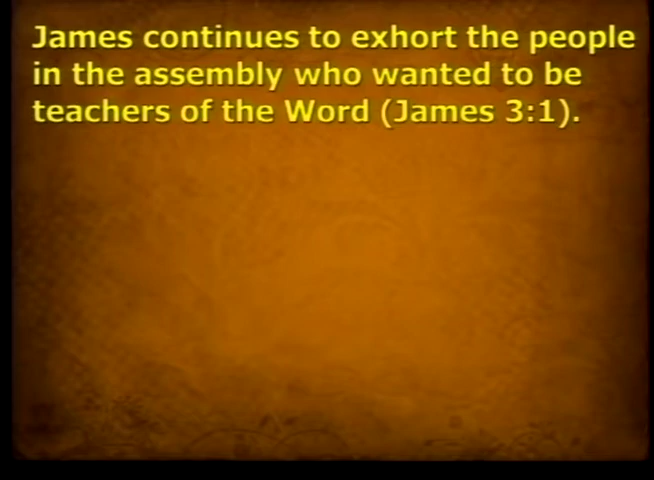 James continues to exhort the people
in the assembly who wanted to be
teachers of the Word (James 3:1).